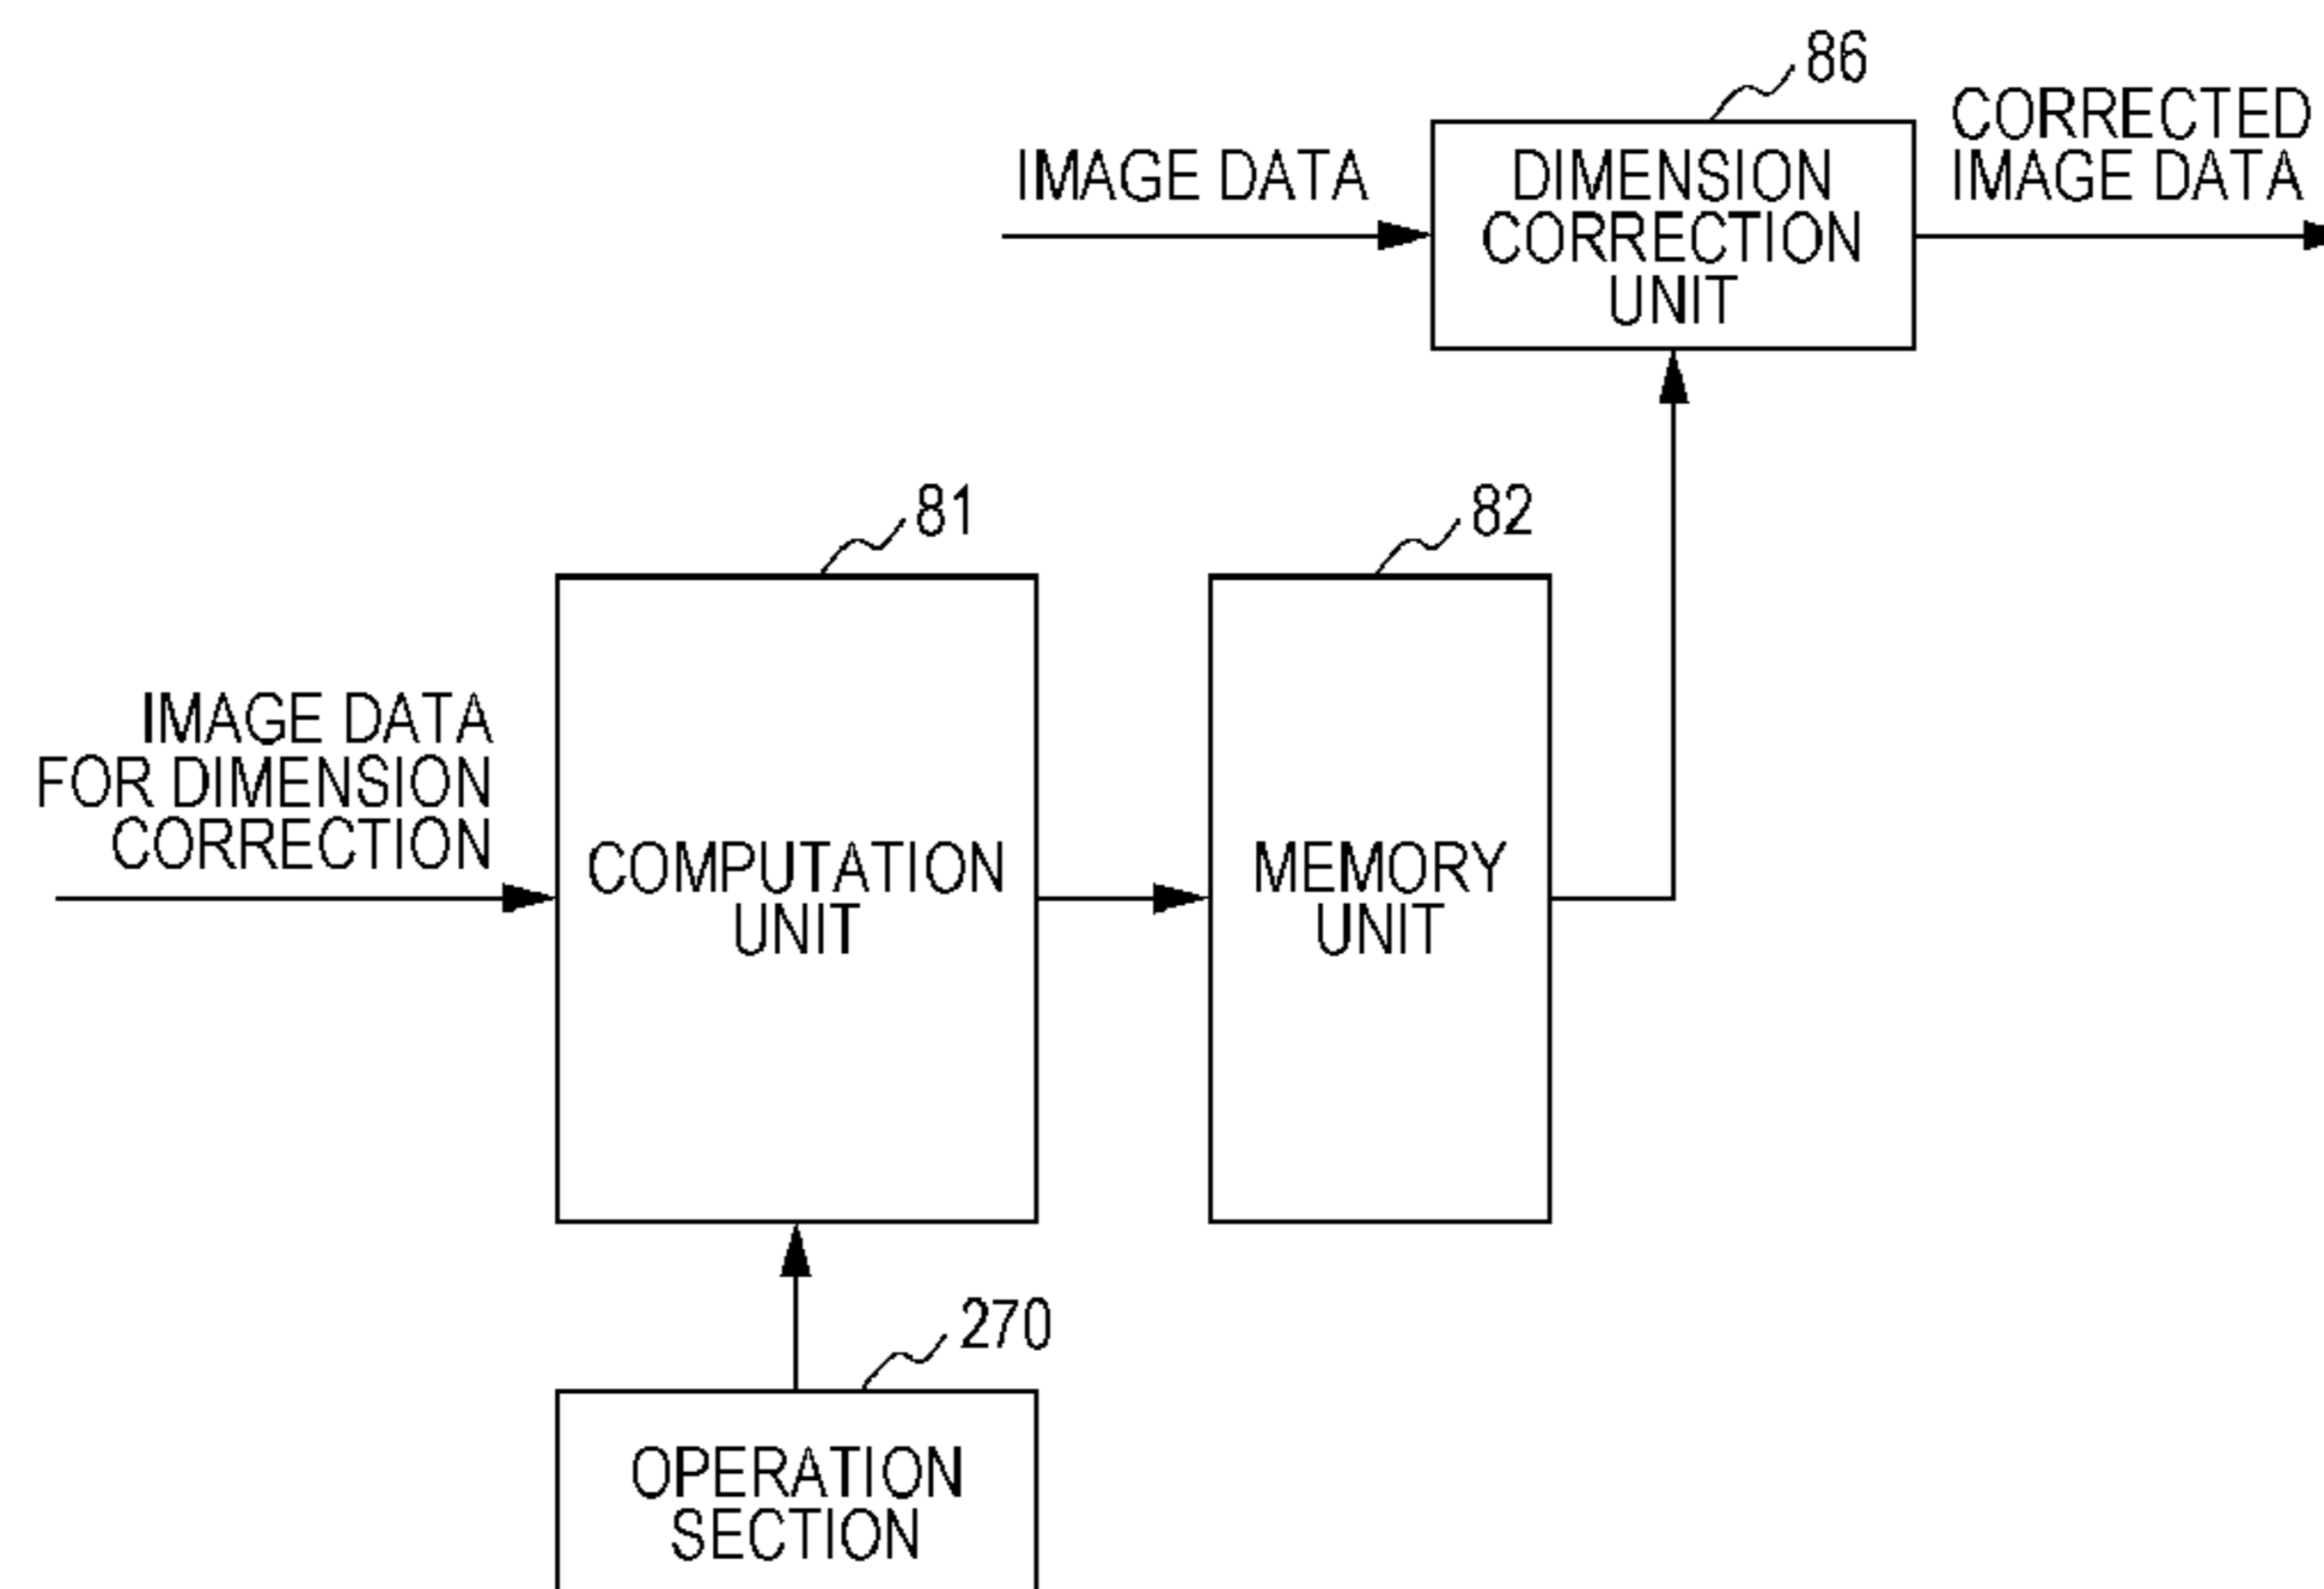 86
CORRECTED
IMAGE DATA
IMAGE DATA
DIMENSION
CORRECTION
UNIT
81
82
IMAGE DATA
FOR DIMENSION
CORRECTION
COMPUTATION
UNIT
MEMORY
UNIT
270
OPERATION
SECTION